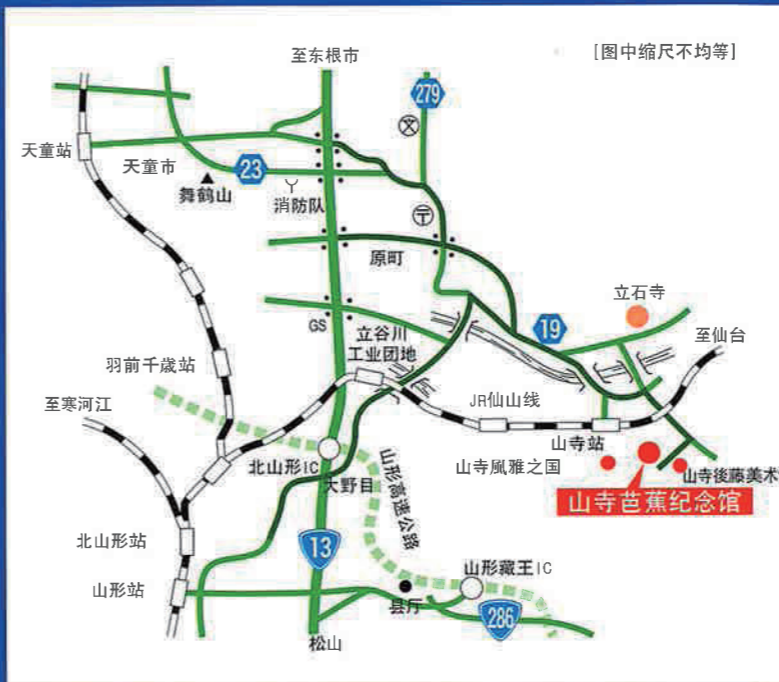 至东根市
[图中缩尺不均等]
279
天童站
天童市
23
舞鹤山
消防队
原町
立石寺
GS
19
立谷川
工业团地
至仙台
羽前千歳站
至寒河江
JR仙山线
山寺站
北山形IC
大野目
山形高速公路
山寺風雅之国
山寺後藤美术
山寺芭蕉纪念馆
北山形站
13
山形藏王IC
山形站
县厅
286
松山